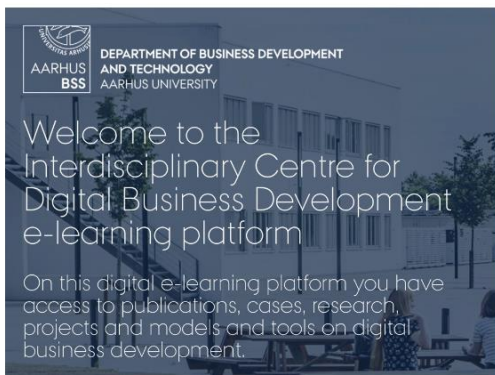 UNIVERSITAS ARHUS
DEPARTMENT OF BUSINESS DEVELOPMENT
AARHUS AND TECHNOLOGY
BSS AARHUS UNIVERSITY
Welcome to the
Interdisciplinary Centre for
Digital Business Development
e-learning platform
On this digital e-learning platform you have
access to publications, cases, research,
projects and models and tools on digital
business development.